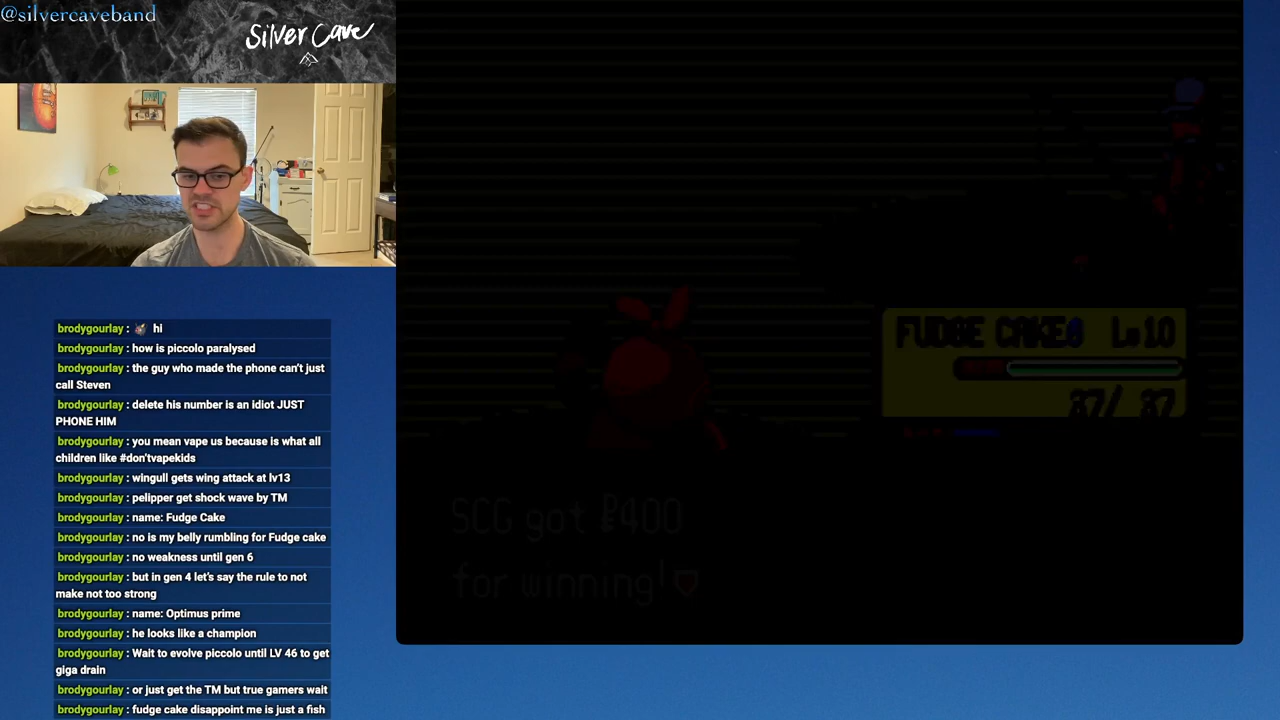 @silvercaveband
Silver Cave
brodygourlay : hi
brodygourlay : how is piccolo paralysed
brodygourlay : the guy who made the phone can't just
call Steven
brodygourlay : delete his number is an idiot JUST
PHONE HIM
brodygourlay : you mean vape us because is what all
children like #don'tvapekids
brodygourlay : wingull gets wing attack at lv13
brodygourlay : pelipper get shock wave by TM
brodygourlay : name: Fudge Cake
brodygourlay : no is my belly rumbling for Fudge cake
brodygourlay : no weakness until gen 6
brodygourlay : but in gen 4 let's say the rule to not
make not too strong
brodygourlay : name: Optimus prime
brodygourlay : he looks like a champion
brodygourlay : Wait to evolve piccolo until LV 46 to get
giga drain
brodygourlay : or just get the TM but true gamers wait
brodygourlay : fudge cake disappoint me is just a fish
FUDGE CAKE♂ Lv10
37/ 37
SCG got ₽400
for winning!